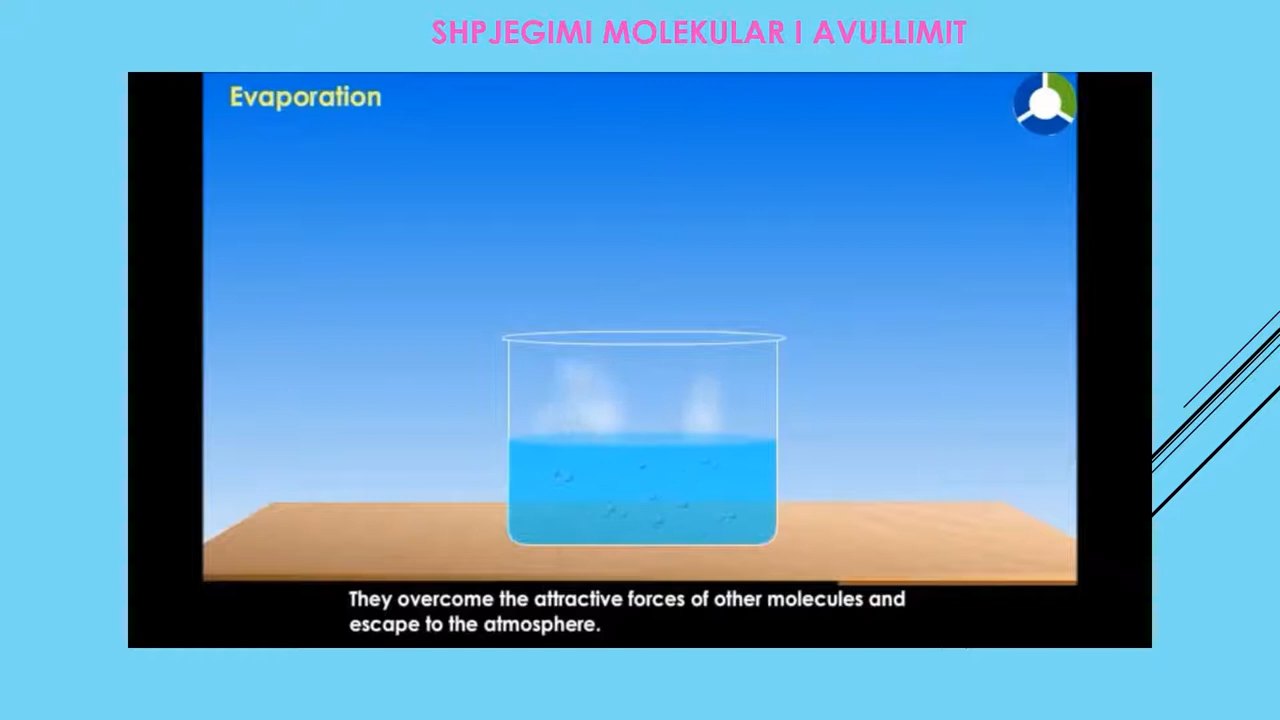 SHPJEGIMI MOLEKULAR I AVULLIMIT
Evaporation
They overcome the attractive forces of other molecules and
escape to the atmosphere.